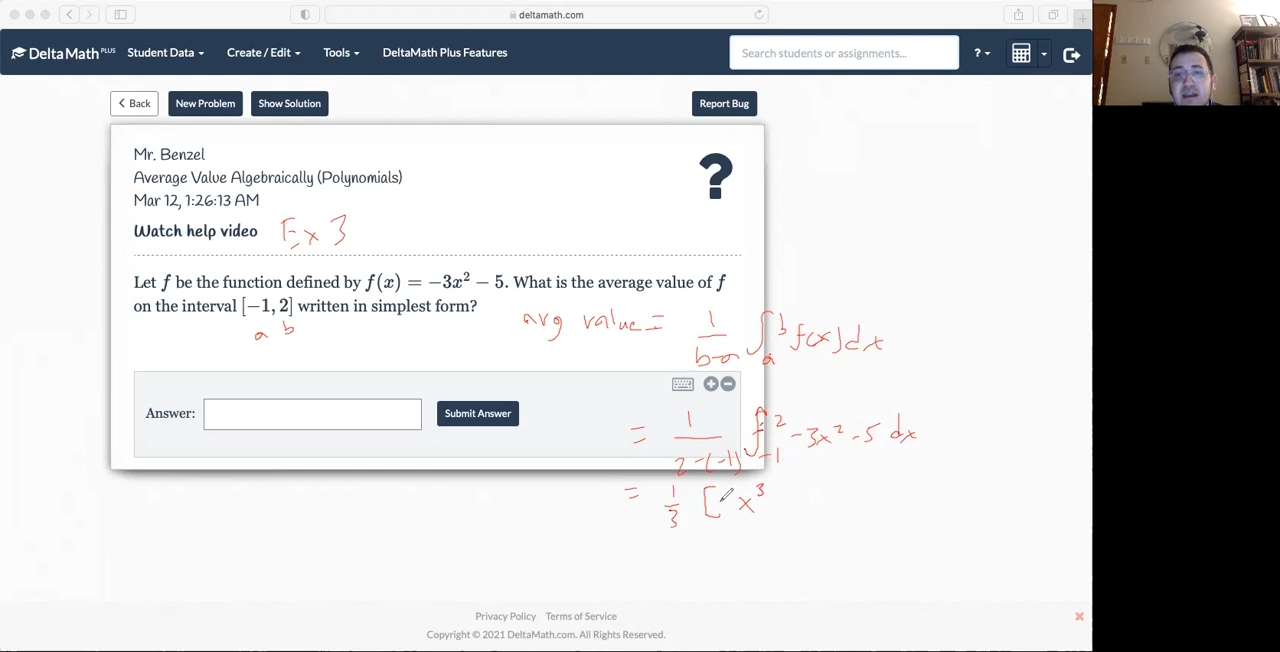 deltamath.com
DeltaMath PLUS Student Data Create / Edit Tools DeltaMath Plus Features Search students or assignments... ?
Back New Problem Show Solution Report Bug
Mr. Benzel
Average Value Algebraically (Polynomials)
Mar 12, 1:26:13 AM
Watch help video Ex 3
?
Let f be the function defined by f(x) = −3x² − 5. What is the average value of f
on the interval [−1, 2] written in simplest form?
a b
avg value = 1/(b-a) ∫_a^b f(x) dx
Answer: Submit Answer
= 1/(2-(-1)) ∫_-1^2 -3x² -5 dx
= 1/3 [ x³
Privacy Policy Terms of Service
Copyright © 2021 DeltaMath.com. All Rights Reserved.